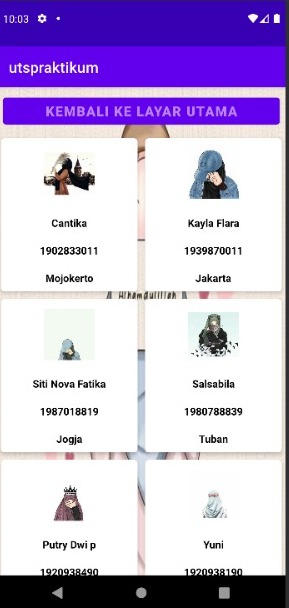 10:03
utspraktikum
KEMBALI KE LAYAR UTAMA
Cantika
1902833011
Mojokerto
Kayla Flara
1939870011
Jakarta
Alhamdulillah
Siti Nova Fatika
1987018819
Jogja
Salsabila
1980788839
Tuban
Putry Dwi p
1920938490
Yuni
1920938190